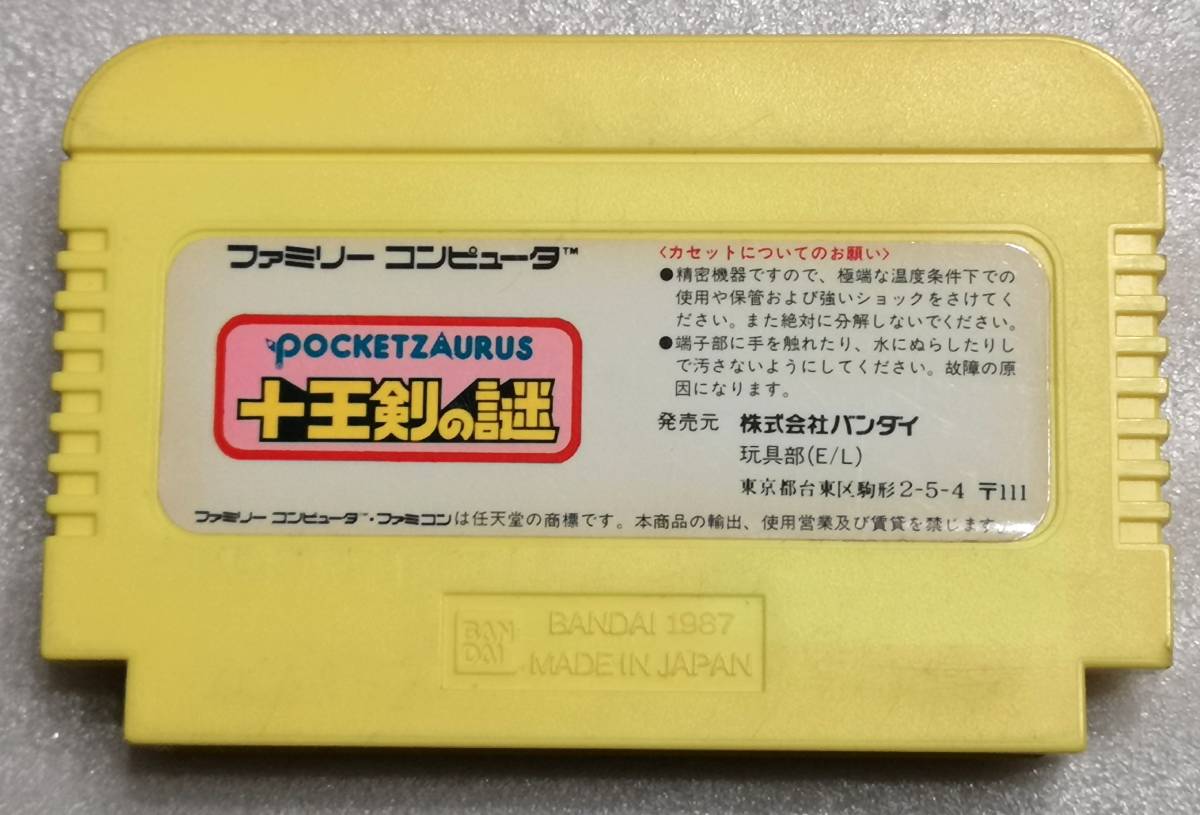 ファミリー コンピュータ™
POCKETZAURUS
十王剣の謎
〈カセットについてのお願い〉
●精密機器ですので、極端な温度条件下での
使用や保管および強いショックをさけてく
ださい。また絶対に分解しないでください。
●端子部に手を触れたり、水にぬらしたりし
て汚さないようにしてください。故障の原
因になります。
発売元 株式会社バンダイ
玩具部(E/L)
東京都台東区駒形2-5-4 〒111
ファミリー コンピュータ™・ファミコンは任天堂の商標です。本商品の輸出、使用営業及び賃貸を禁じます。
BAN
DAI
BANDAI 1987
MADE IN JAPAN